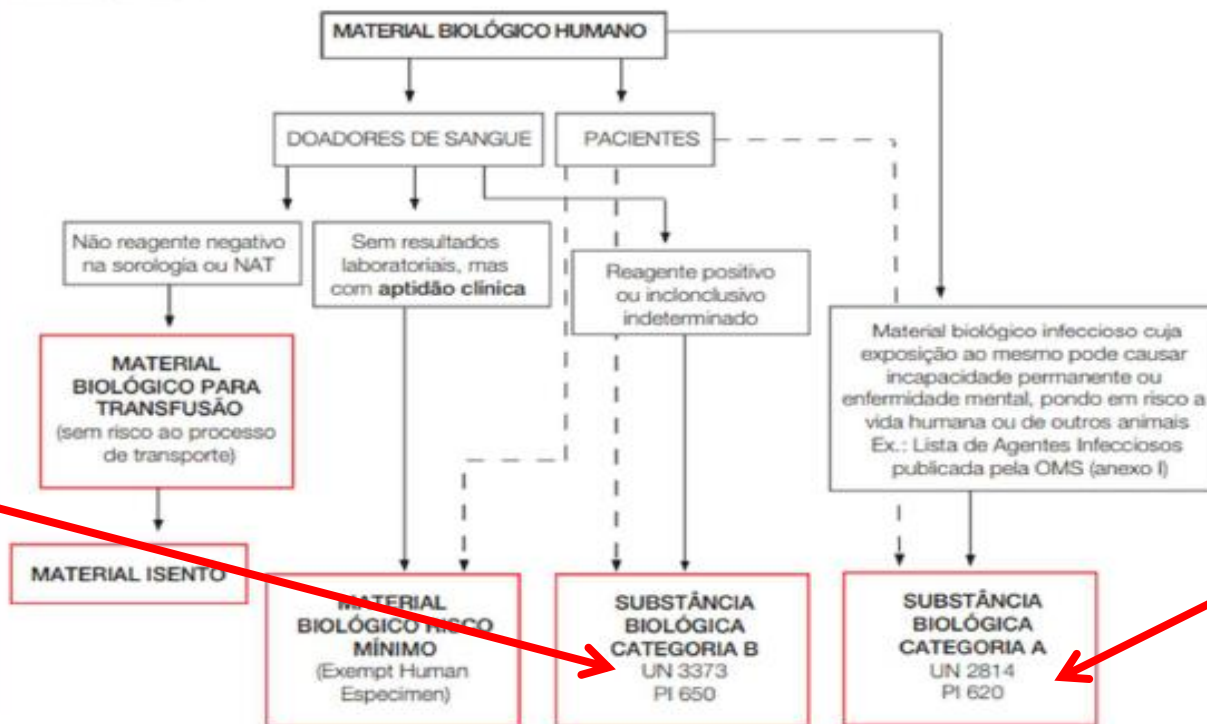 MATERIAL BIOLÓGICO HUMANO
DOADORES DE SANGUE
PACIENTES
Não reagente negativo
na sorologia ou NAT
Sem resultados
laboratoriais, mas
com aptidão clínica
Reagente positivo
ou inclonclusivo
indeterminado
Material biológico infeccioso cuja
exposição ao mesmo pode causar
incapacidade permanente ou
enfermidade mental, pondo em risco a
vida humana ou de outros animais
Ex.: Lista de Agentes Infecciosos
publicada pela OMS (anexo I)
MATERIAL
BIOLÓGICO PARA
TRANSFUSÃO
(sem risco ao processo
de transporte)
MATERIAL ISENTO
MATERIAL
BIOLÓGICO RISCO
MÍNIMO
(Exempt Human
Especimen)
SUBSTÂNCIA
BIOLÓGICA
CATEGORIA B
UN 3373
PI 650
SUBSTÂNCIA
BIOLÓGICA
CATEGORIA A
UN 2814
PI 620